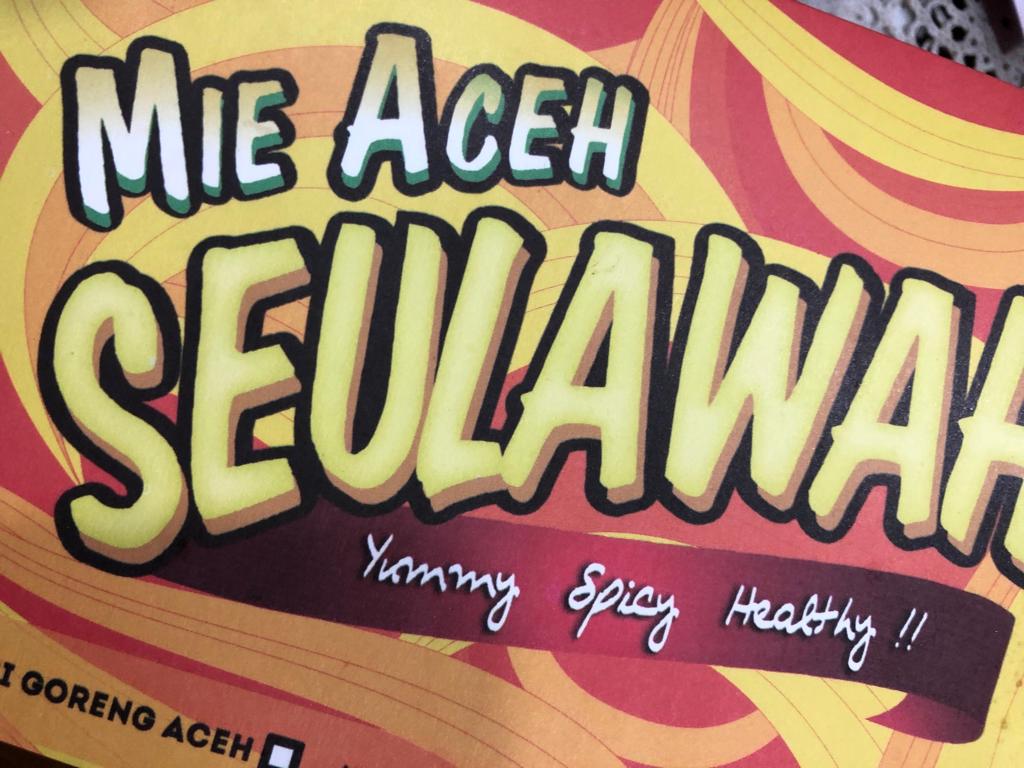 MIE ACEH
SEULAWAH
Yummy Spicy Healthy !!
I GORENG ACEH